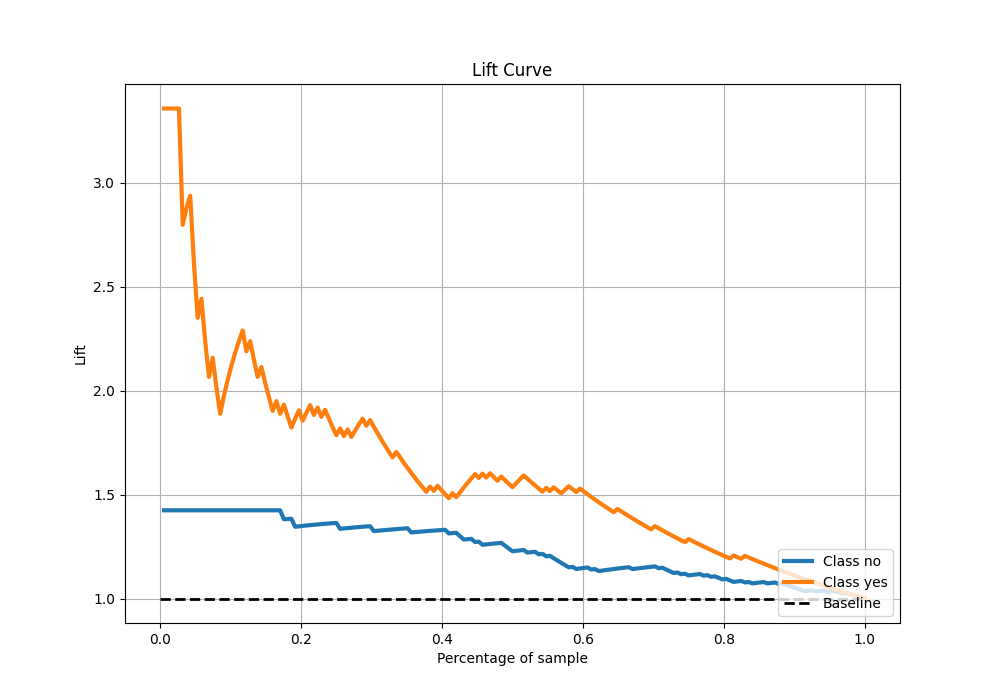 Lift Curve
3.0
2.5
2.0
1.5
1.0
Lift
0.0
0.2
0.4
0.6
0.8
1.0
Percentage of sample
Class no
Class yes
Baseline